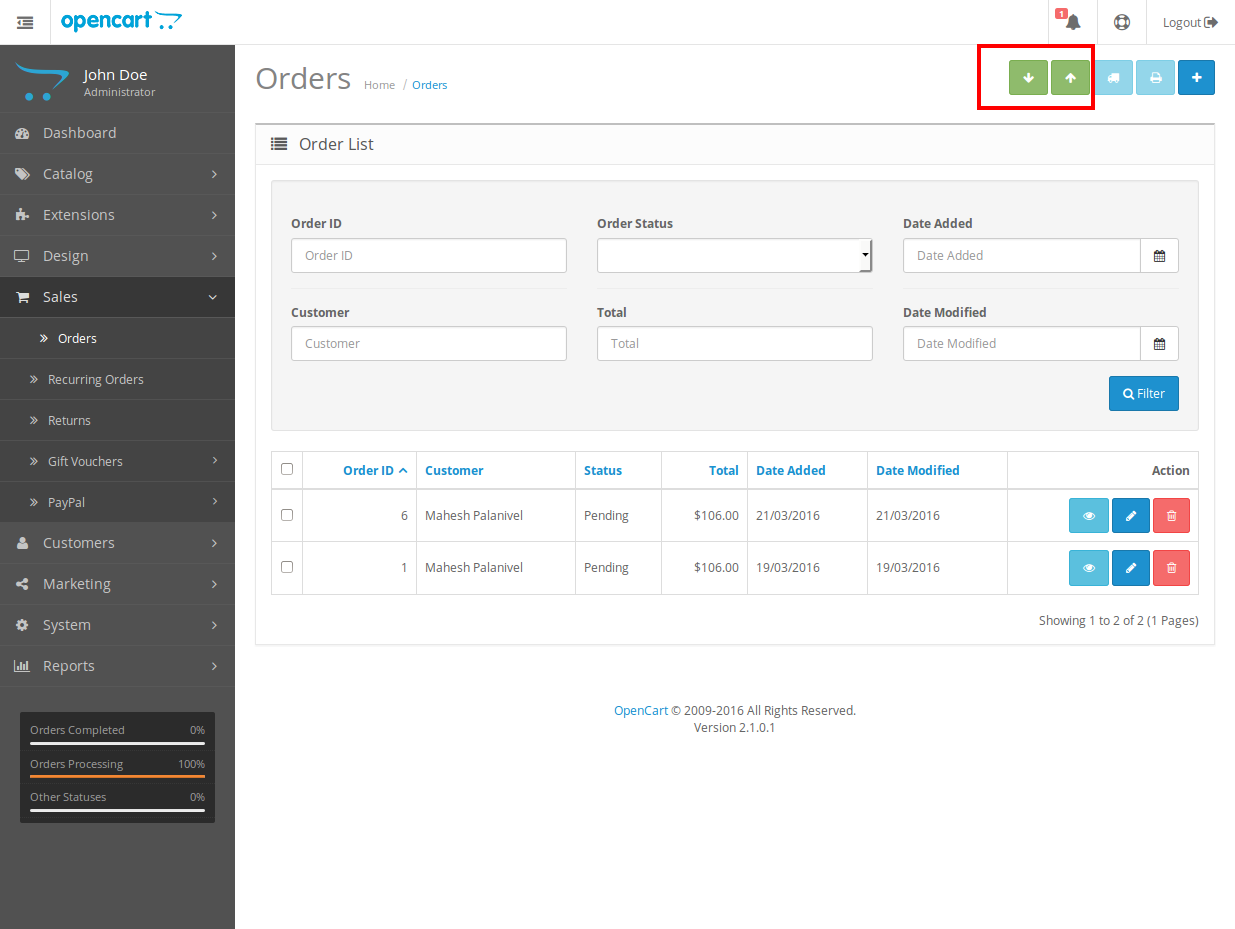 opencart
1
Logout
John Doe
Administrator
Dashboard
Catalog
Extensions
Design
Sales
Orders
Recurring Orders
Returns
Gift Vouchers
PayPal
Customers
Marketing
System
Reports
Orders Completed 0%
Orders Processing 100%
Other Statuses 0%
Orders Home / Orders
Order List
Order ID Order Status Date Added
Order ID Date Added
Customer Total Date Modified
Customer Total Date Modified
Filter
Order ID Customer Status Total Date Added Date Modified Action
6 Mahesh Palanivel Pending $106.00 21/03/2016 21/03/2016
1 Mahesh Palanivel Pending $106.00 19/03/2016 19/03/2016
Showing 1 to 2 of 2 (1 Pages)
OpenCart © 2009-2016 All Rights Reserved.
Version 2.1.0.1